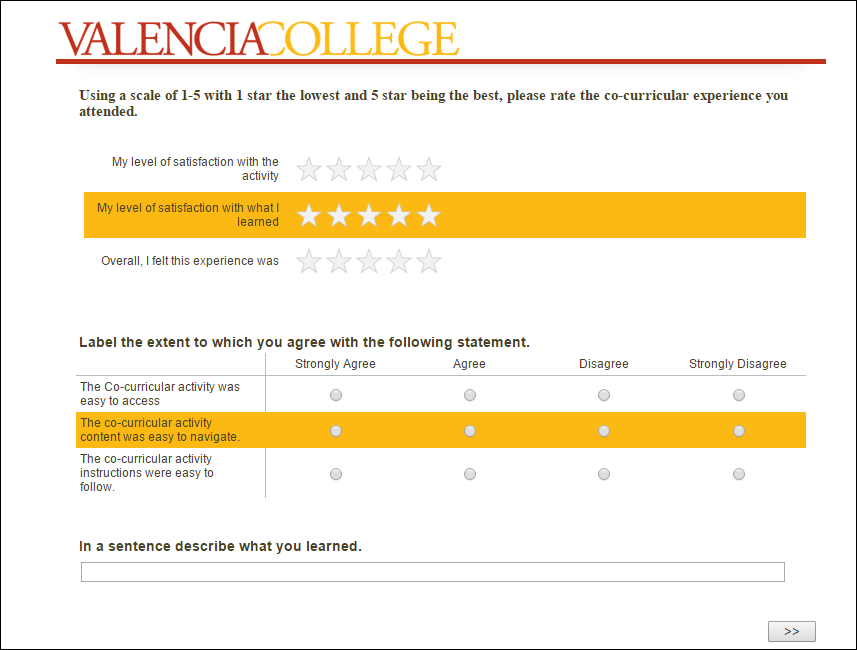 VALENCIACOLLEGE
Using a scale of 1-5 with 1 star the lowest and 5 star being the best, please rate the co-curricular experience you
attended.
My level of satisfaction with the
activity
My level of satisfaction with what I
learned
Overall, I felt this experience was
Label the extent to which you agree with the following statement.
Strongly Agree Agree Disagree Strongly Disagree
The Co-curricular activity was
easy to access
The co-curricular activity
content was easy to navigate.
The co-curricular activity
instructions were easy to
follow.
In a sentence describe what you learned.
>>